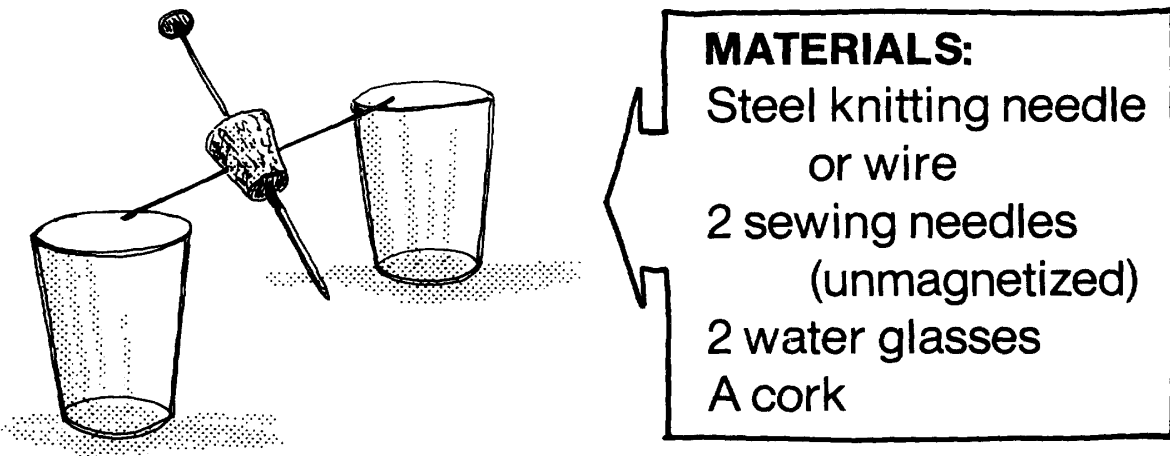 MATERIALS:
Steel knitting needle
or wire
2 sewing needles
(unmagnetized)
2 water glasses
A cork